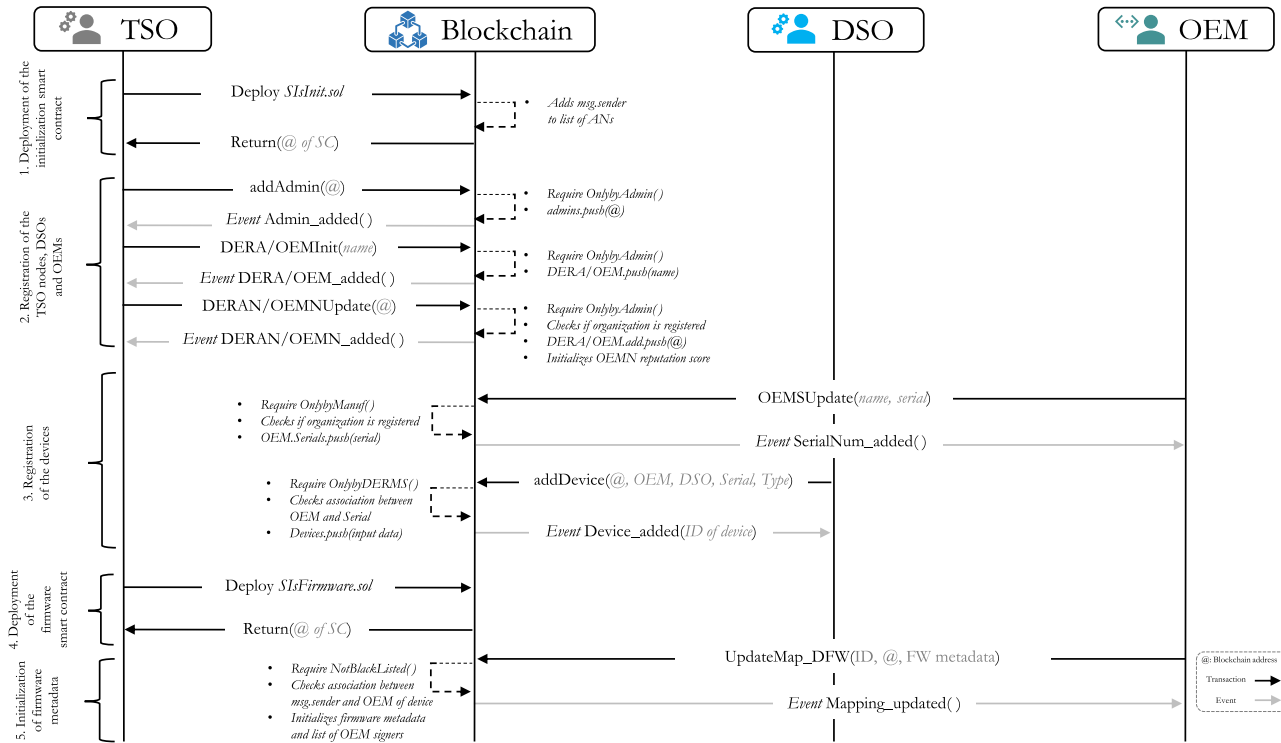 TSO
Blockchain
DSO
OEM
1. Deployment of the
initialization smart
contract
Deploy SIsInit.sol
• Adds msg.sender
to list of ANs
Return(@ of SC)
2. Registration of the
TSO nodes, DSOs
and OEMs
addAdmin(@)
• Require OnlybyAdmin()
• admins.push(@)
Event Admin_added()
DERA/OEMInit(name)
• Require OnlybyAdmin()
• DERA/OEM.push(name)
Event DERA/OEM_added()
DERAN/OEMNUpdate(@)
• Require OnlybyAdmin()
• Checks if organization is registered
• DERA/OEM.add.push(@)
• Initializes OEMN reputation score
Event DERAN/OEMN_added()
3. Registration
of the devices
OEMSUpdate(name, serial)
• Require OnlybyManuf()
• Checks if organization is registered
• OEM.Serials.push(serial)
Event SerialNum_added()
addDevice(@, OEM, DSO, Serial, Type)
• Require OnlybyDERMS()
• Checks association between
OEM and Serial
• Devices.push(input data)
Event Device_added(ID of device)
4. Deployment
of the
firmware
smart contract
Deploy SIsFirmware.sol
Return(@ of SC)
5. Initialization
of firmware
metadata
UpdateMap_DFW(ID, @, FW metadata)
• Require NotBlackListed()
• Checks association between
msg.sender and OEM of device
• Initializes firmware metadata
and list of OEM signers
Event Mapping_updated()
@: Blockchain address
Transaction
Event